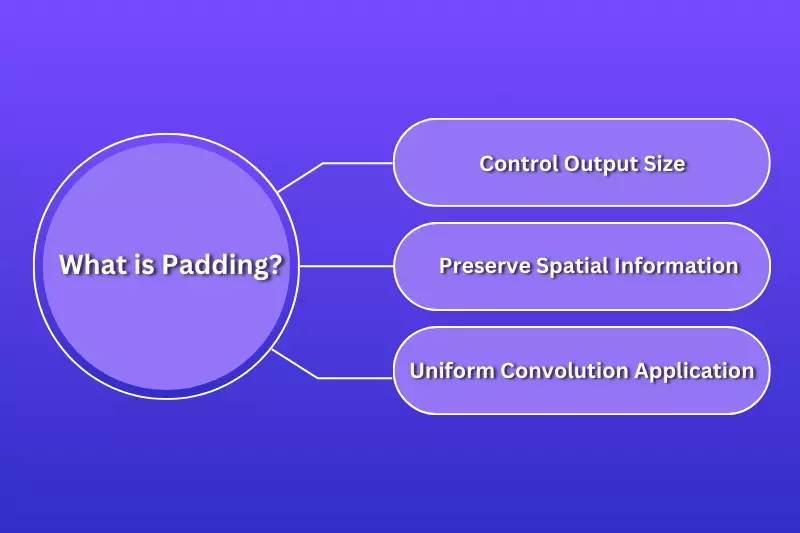 What is Padding?
Control Output Size
Preserve Spatial Information
Uniform Convolution Application